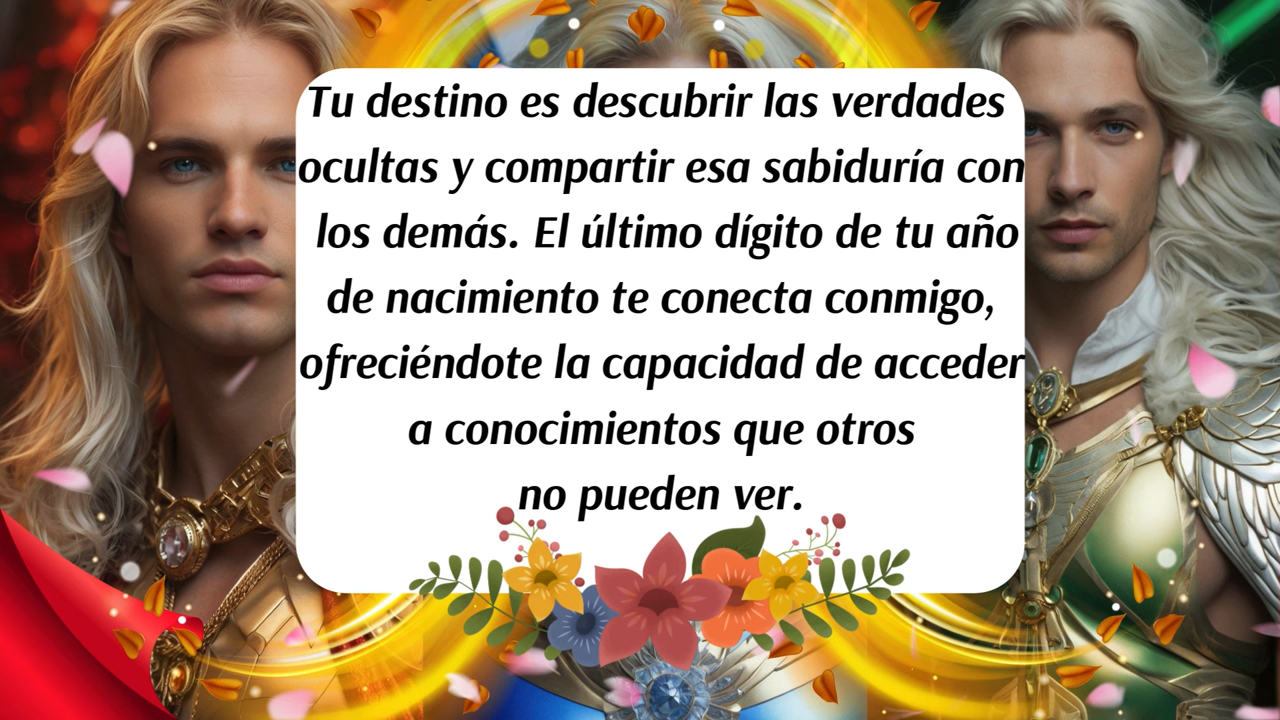 Tu destino es descubrir las verdades
ocultas y compartir esa sabiduría con
los demás. El último dígito de tu año
de nacimiento te conecta conmigo,
ofreciéndote la capacidad de acceder
a conocimientos que otros
no pueden ver.